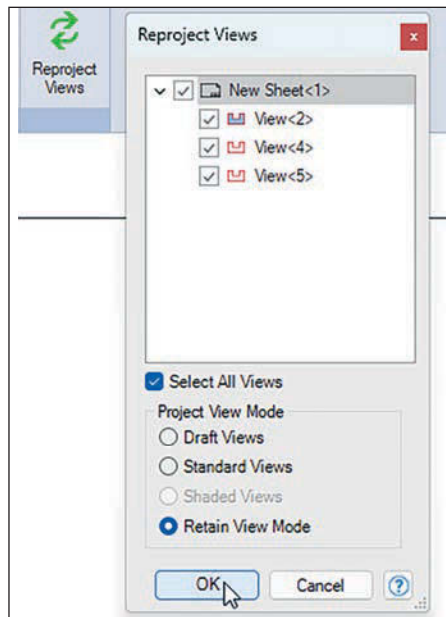 Reproject
Views
Reproject Views
x
New Sheet<1>
View<2>
View<4>
View<5>
Select All Views
Project View Mode
Draft Views
Standard Views
Shaded Views
Retain View Mode
OK
Cancel
?